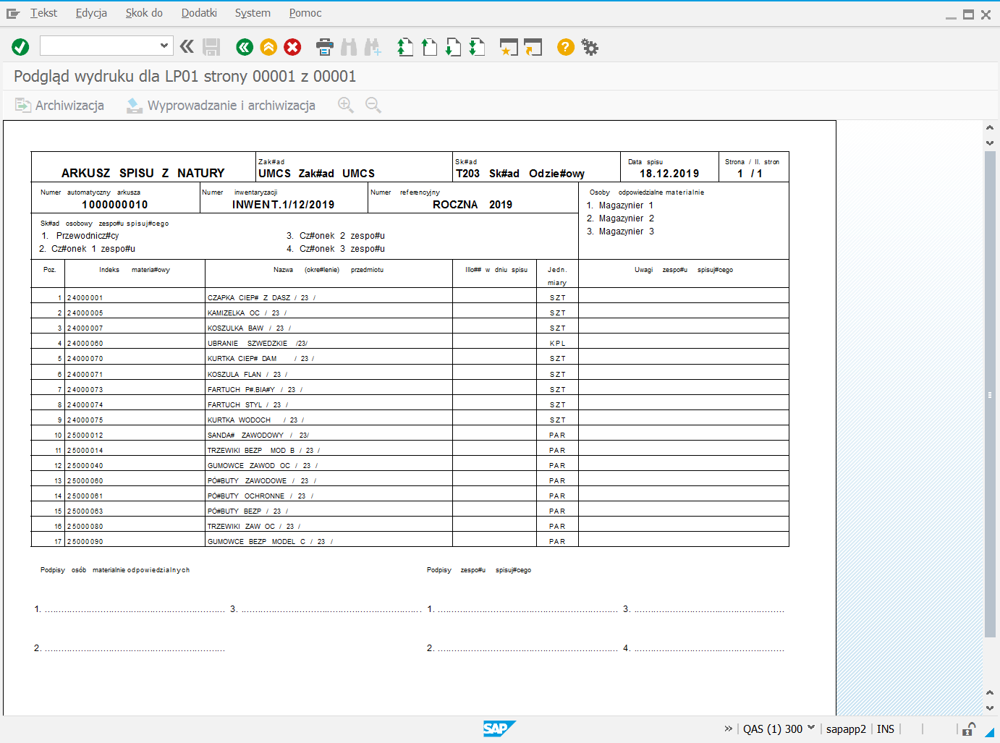 Tekst Edycja Skok do Dodatki System Pomoc
Podgląd wydruku dla LP01 strony 00001 z 00001
Archiwizacja Wyprowadzanie i archiwizacja
ARKUSZ SPISU Z NATURY
Zak#ad
UMCS Zak#ad UMCS
Sk#ad
T203 Sk#ad Odzie#owy
Data spisu
18.12.2019
Strona / Il. stron
1 / 1
Numer automatyczny arkusza
1000000010
Numer inwentaryzacji
INWENT.1/12/2019
Numer referencyjny
ROCZNA 2019
Osoby odpowiedzialne materialnie
1. Magazynier 1
2. Magazynier 2
3. Magazynier 3
Sk#ad osobowy zespo#u spisuj#cego
1. Przewodnicz#cy 3. Cz#onek 2 zespo#u
2. Cz#onek 1 zespo#u 4. Cz#onek 3 zespo#u
Poz. Indeks materia#owy Nazwa (okre#lenie) przedmiotu Illo## w dniu spisu Jedn. Uwagi zespo#u spisuj#cego
miary
1 24000001 CZAPKA CIEP# Z DASZ / 23 / SZT
2 24000005 KAMIZELKA OC / 23 / SZT
3 24000007 KOSZULKA BAW / 23 / SZT
4 24000060 UBRANIE SZWEDZKIE /23/ KPL
5 24000070 KURTKA CIEP# DAM / 23 / SZT
6 24000071 KOSZULA FLAN / 23 / SZT
7 24000073 FARTUCH P#.BIA#Y / 23 / SZT
8 24000074 FARTUCH STYL / 23 / SZT
9 24000075 KURTKA WODOCH / 23 / SZT
10 25000012 SANDA# ZAWODOWY / 23/ PAR
11 25000014 TRZEWIKI BEZP MOD B / 23 / PAR
12 25000040 GUMOWCE ZAWOD OC / 23 / PAR
13 25000060 PÓ#BUTY ZAWODOWE / 23 / PAR
14 25000061 PÓ#BUTY OCHRONNE / 23 / PAR
15 25000063 PÓ#BUTY BEZP / 23 / PAR
16 25000080 TRZEWIKI ZAW OC / 23 / PAR
17 25000090 GUMOWCE BEZP MODEL C / 23 / PAR
Podpisy osób materialnie odpowiedzialnych Podpisy zespo#u spisuj#cego
1. ................................................................. 3. ................................................................. 1. ................................................................. 3. ......................................................
2. ................................................................. 2. ................................................................. 4. ......................................................
SAP QAS (1) 300 sapapp2 INS